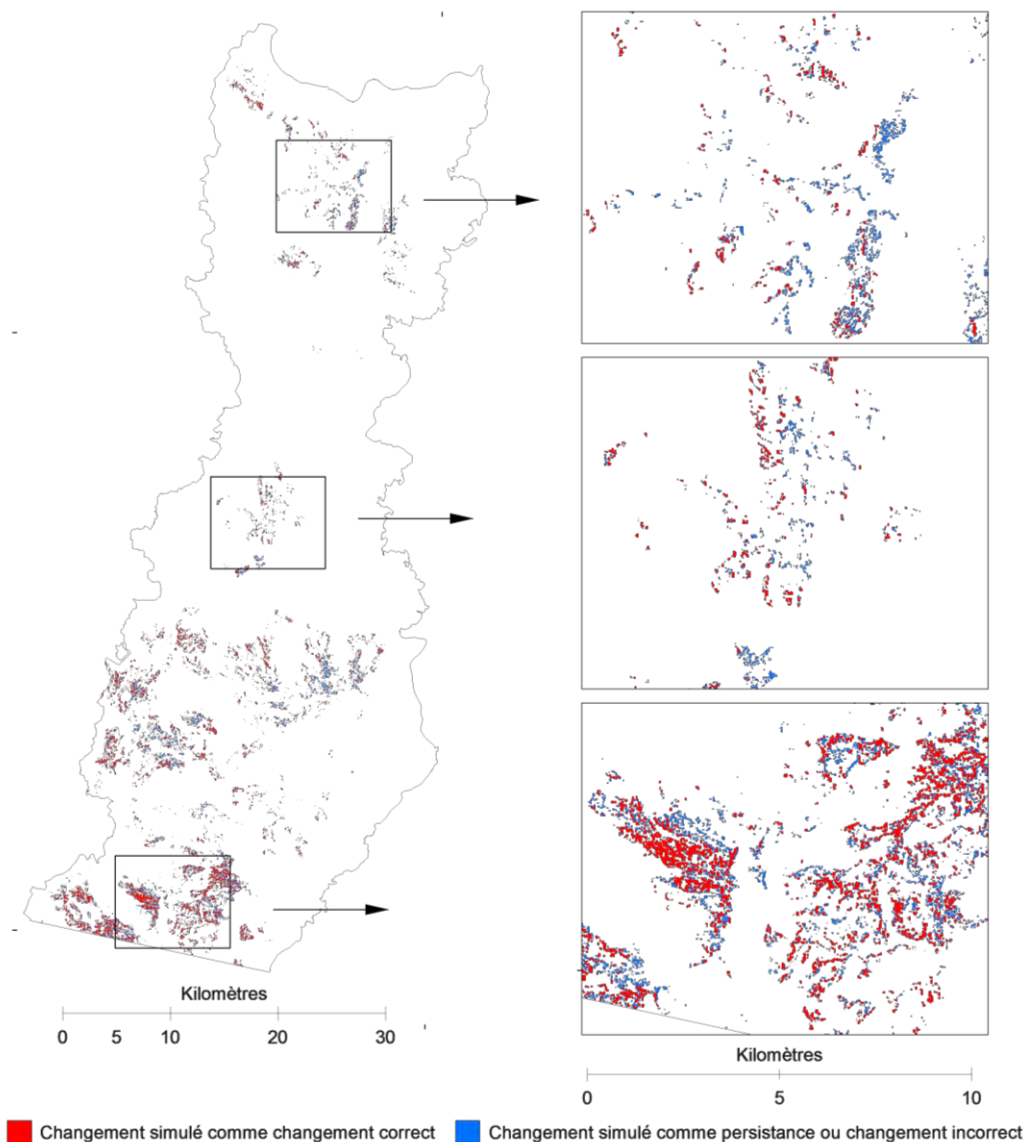 Kilomètres
0 5 10 20 30
Kilomètres
0 5 10
Changement simulé comme changement correct
Changement simulé comme persistance ou changement incorrect